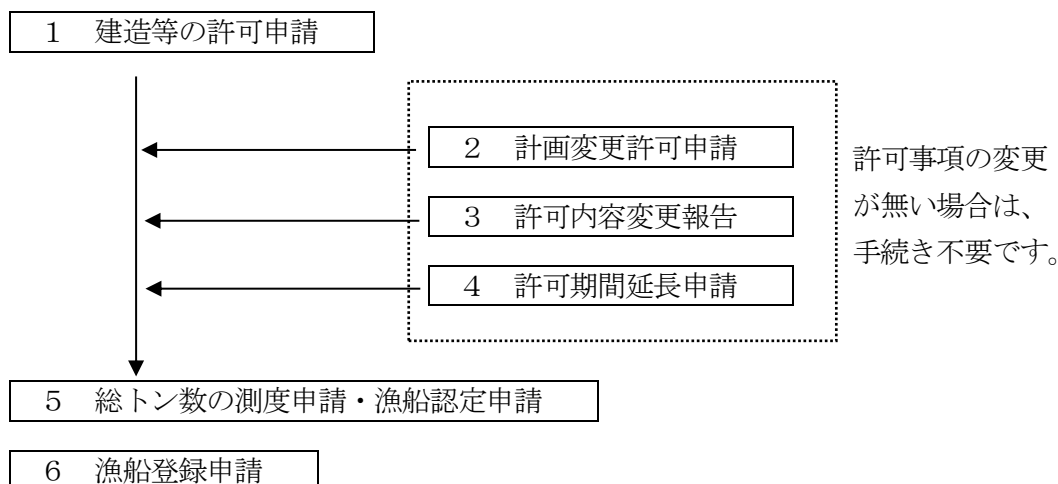 １　建造等の許可申請
２　計画変更許可申請
３　許可内容変更報告
４　許可期間延長申請
許可事項の変更
が無い場合は、
手続き不要です。
５　総トン数の測度申請・漁船認定申請
６　漁船登録申請